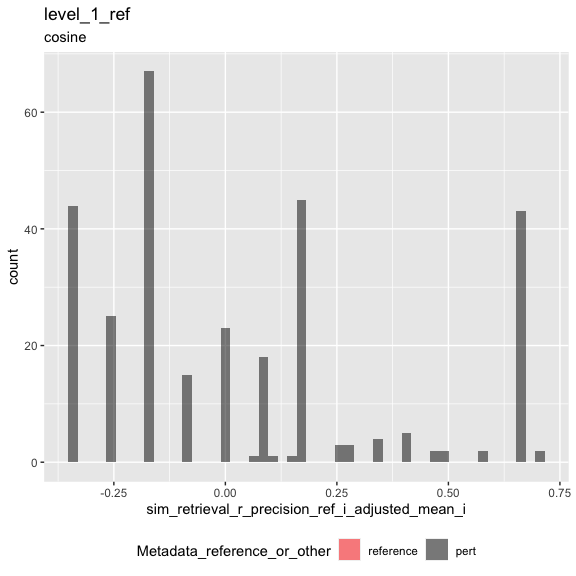 level_1_ref
cosine
60
40
20
0
count
-0.25
0.00
0.25
0.50
0.75
sim_retrieval_r_precision_ref_i_adjusted_mean_i
Metadata_reference_or_other
reference
pert